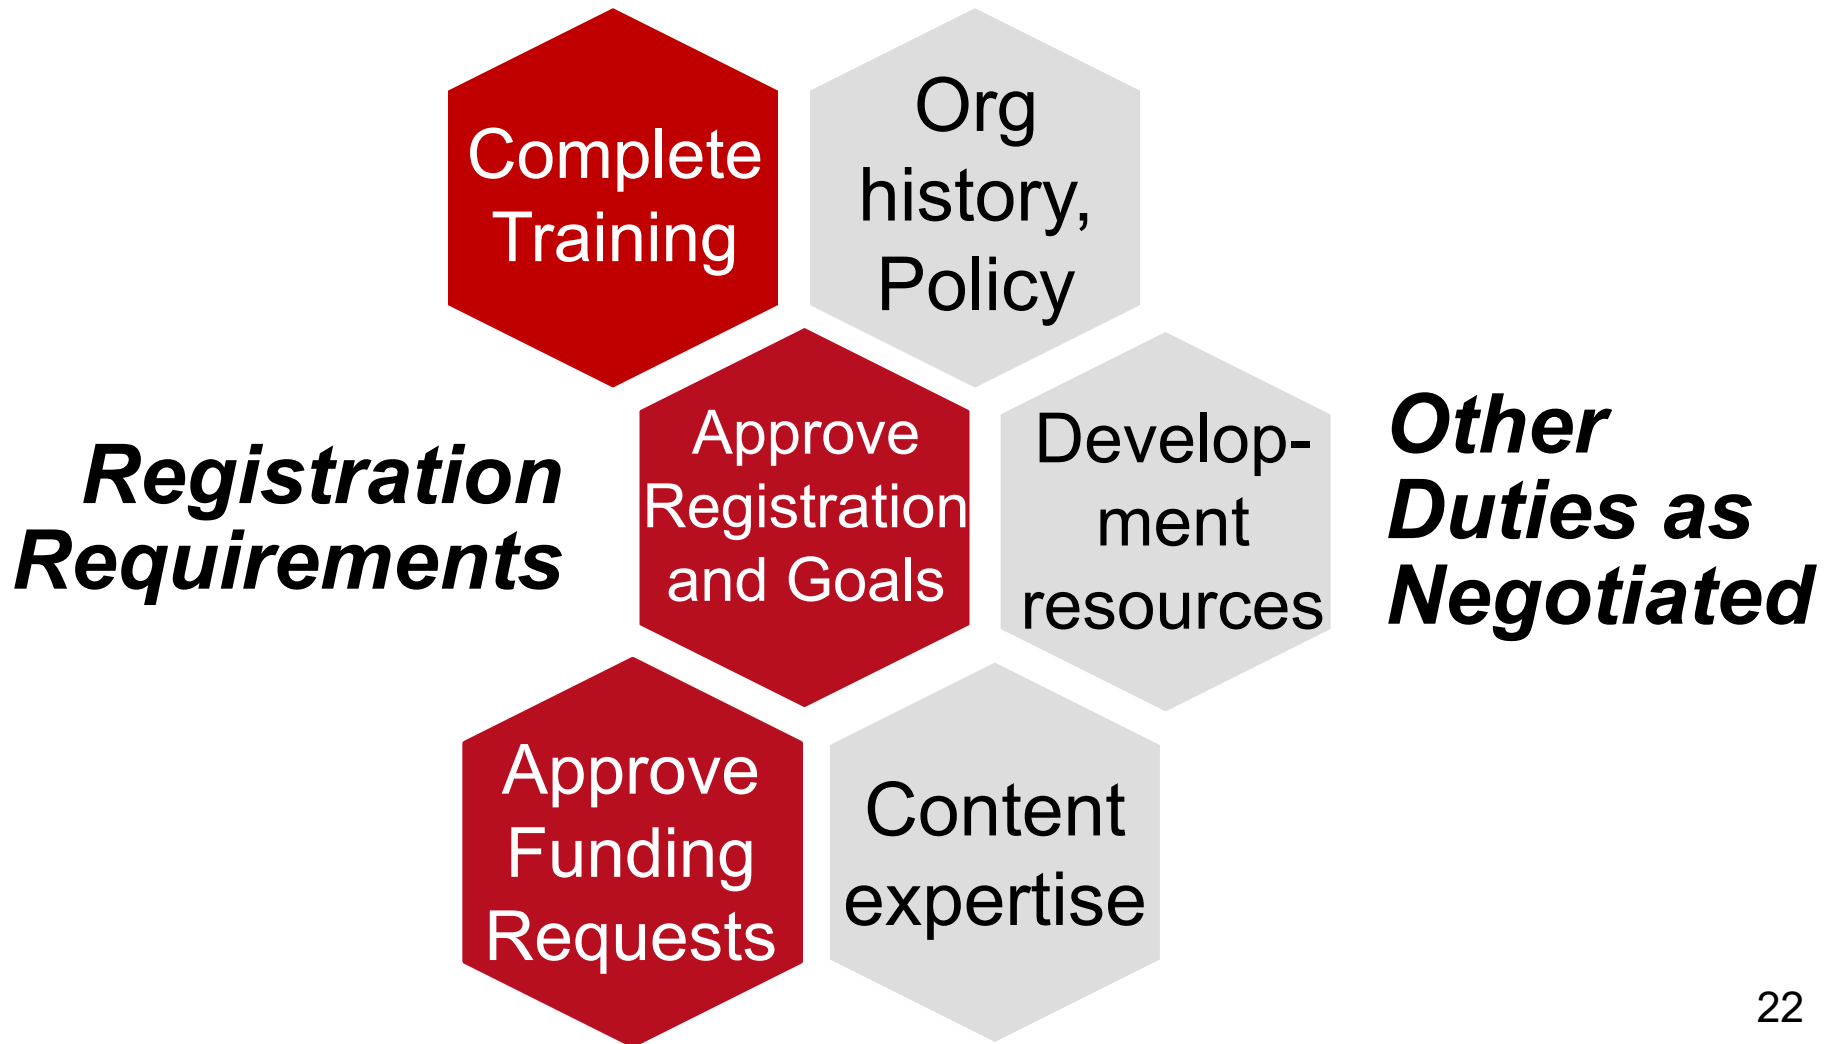 Complete
Training
Org
history,
Policy
Registration
Requirements
Approve
Registration
and Goals
Develop-
ment
resources
Other
Duties as
Negotiated
Approve
Funding
Requests
Content
expertise
22